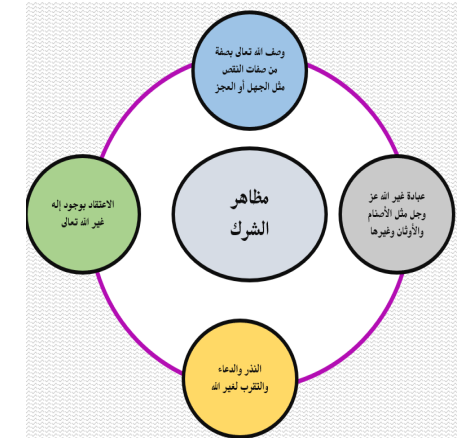 وصف الله تعالى بصفة
من صفات النقص
مثل الجهل أو العجز
مظاهر
الشرك
عبادة غير الله عز
وجل مثل الأصنام
والأوثان وغيرها
الاعتقاد بوجود إله
غير الله تعالى
النذر والدعاء
والتقرب لغير الله